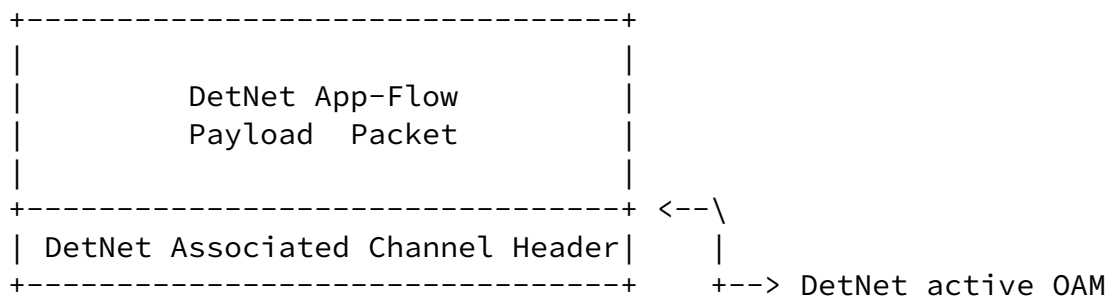 +---------------------------------+
|                                 |
|         DetNet App-Flow         |
|         Payload  Packet         |
|                                 |
+---------------------------------+ <--\
| DetNet Associated Channel Header|    |
+---------------------------------+    +--> DetNet active OAM